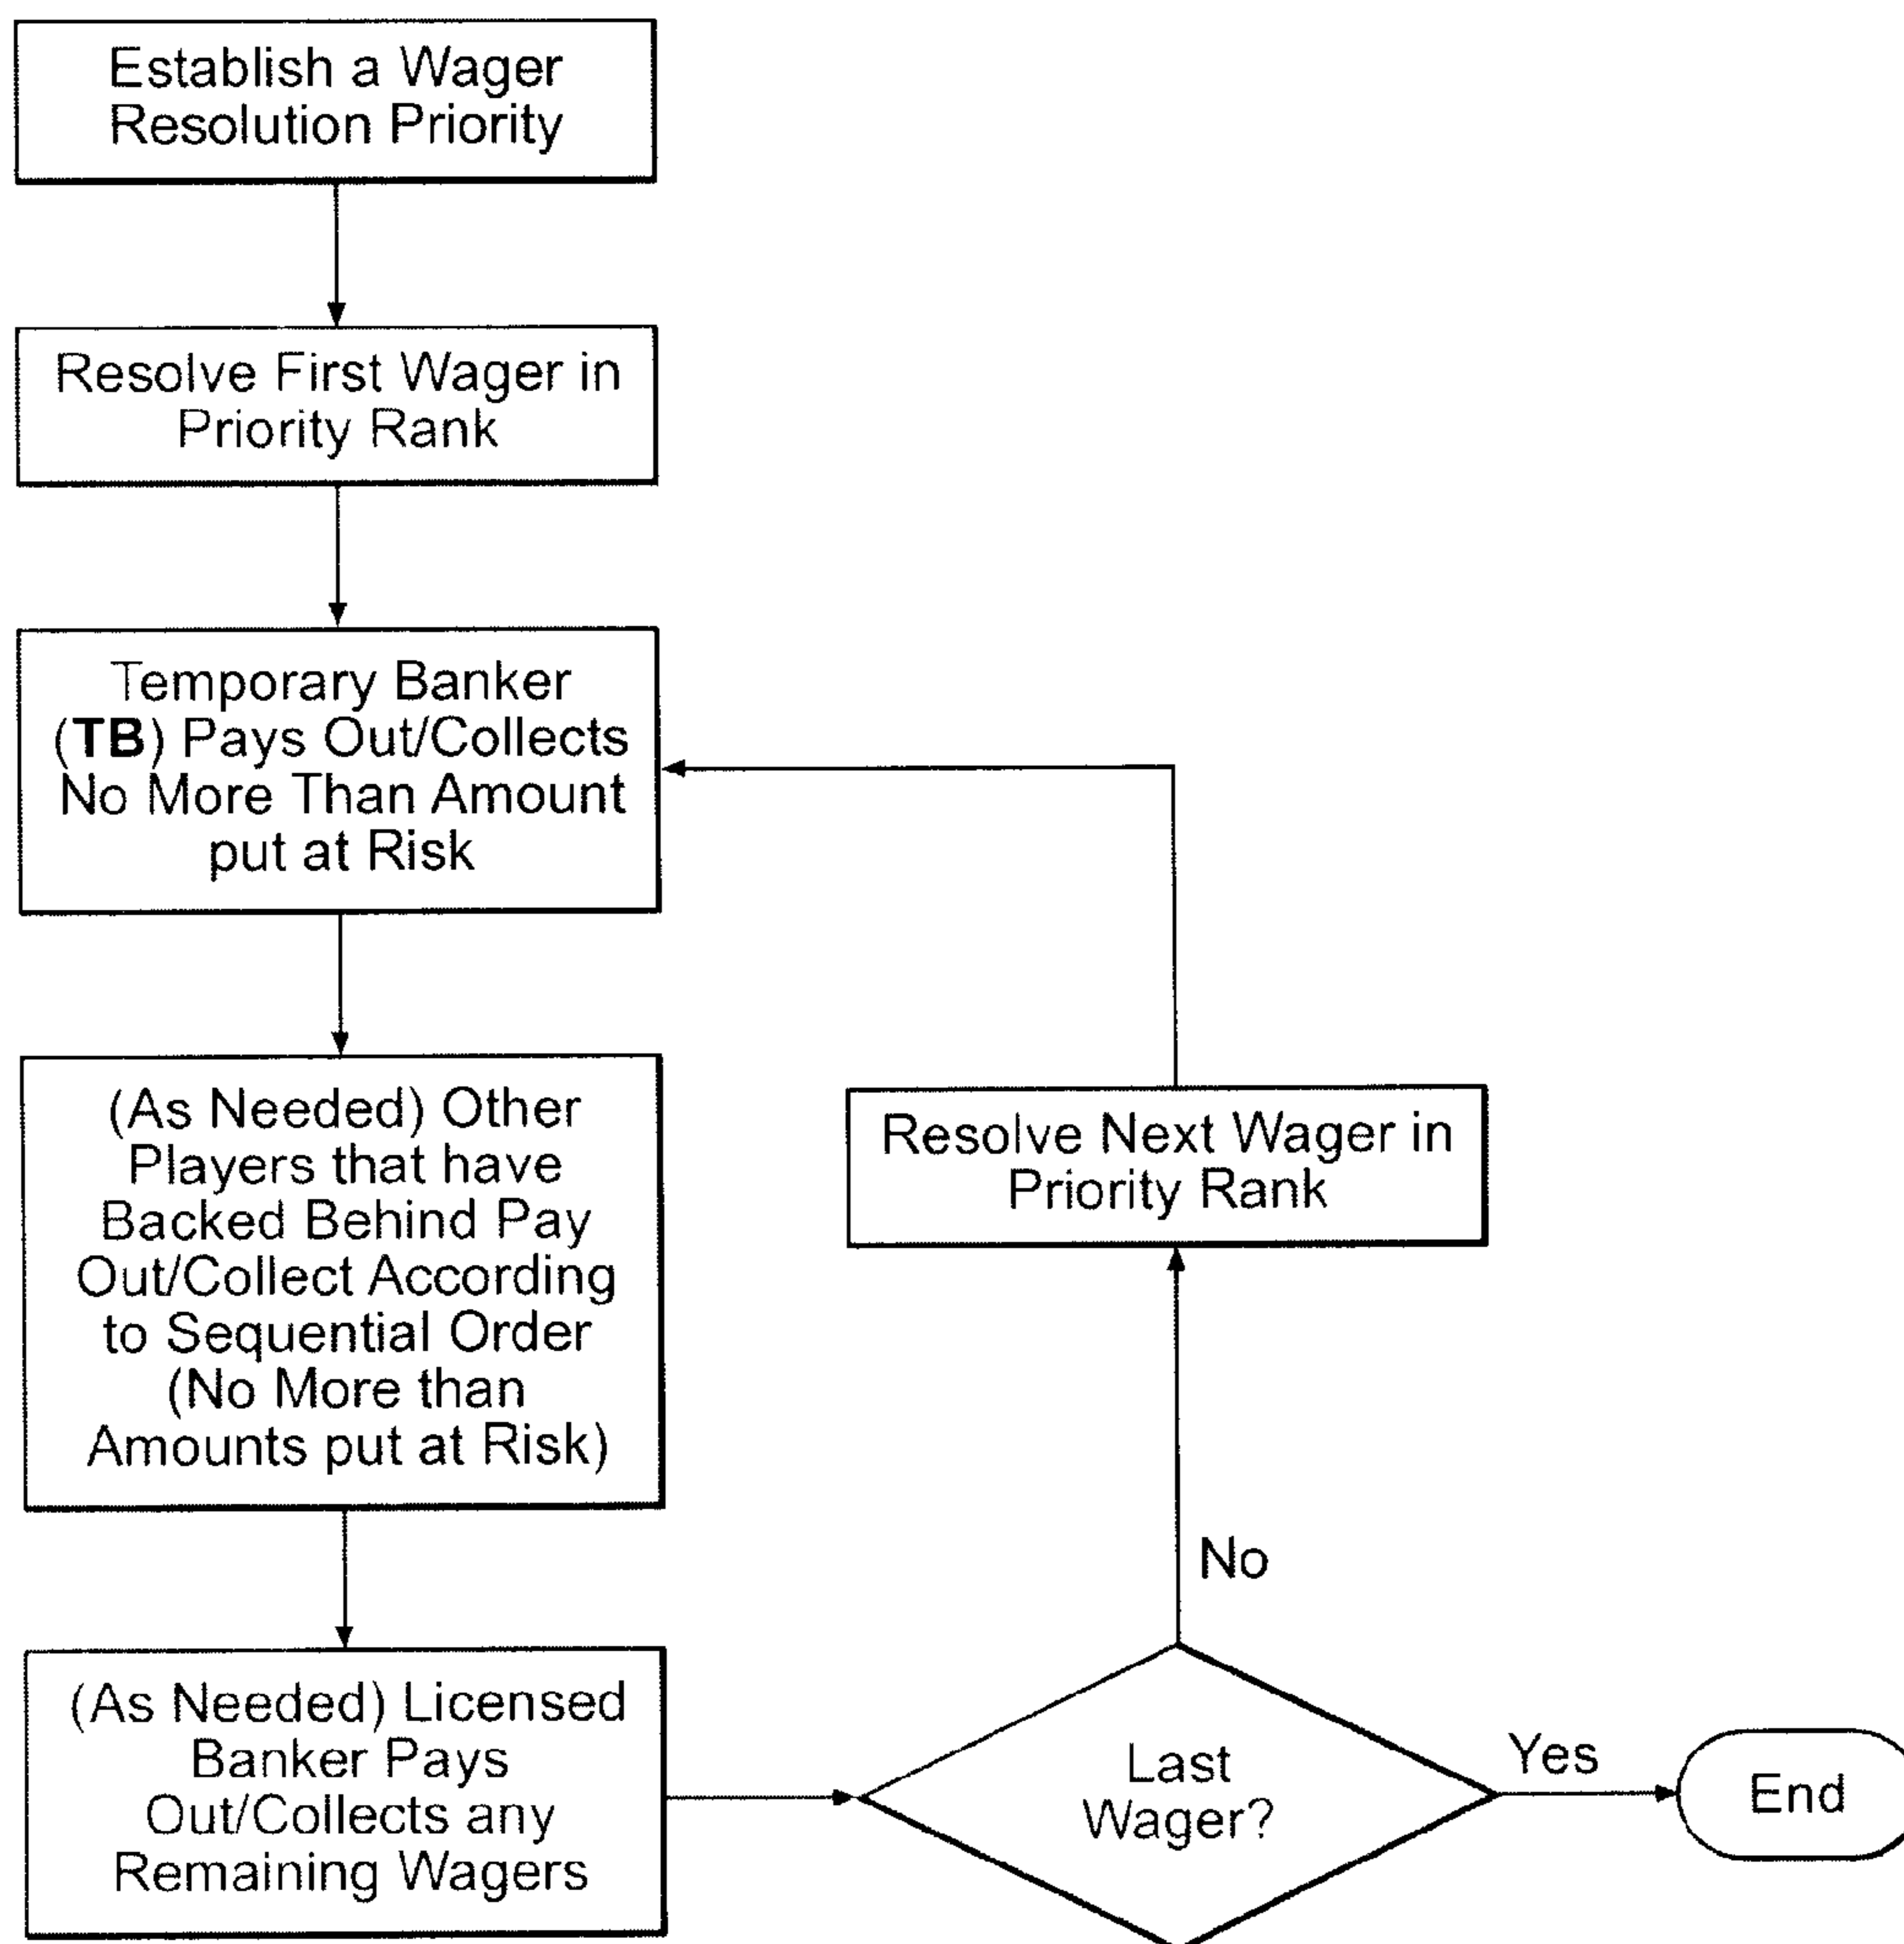 Establish a Wager
Resolution Priority
Resolve First Wager in
Priority Rank
Temporary Banker
(TB) Pays Out/Collects
No More Than Amount
put at Risk
(As Needed) Other
Players that have
Backed Behind Pay
Out/Collect According
to Sequential Order
(No More than
Amounts put at Risk)
(As Needed) Licensed
Banker Pays
Out/Collects any
Remaining Wagers
Last
Wager?
No
Resolve Next Wager in
Priority Rank
Yes
End